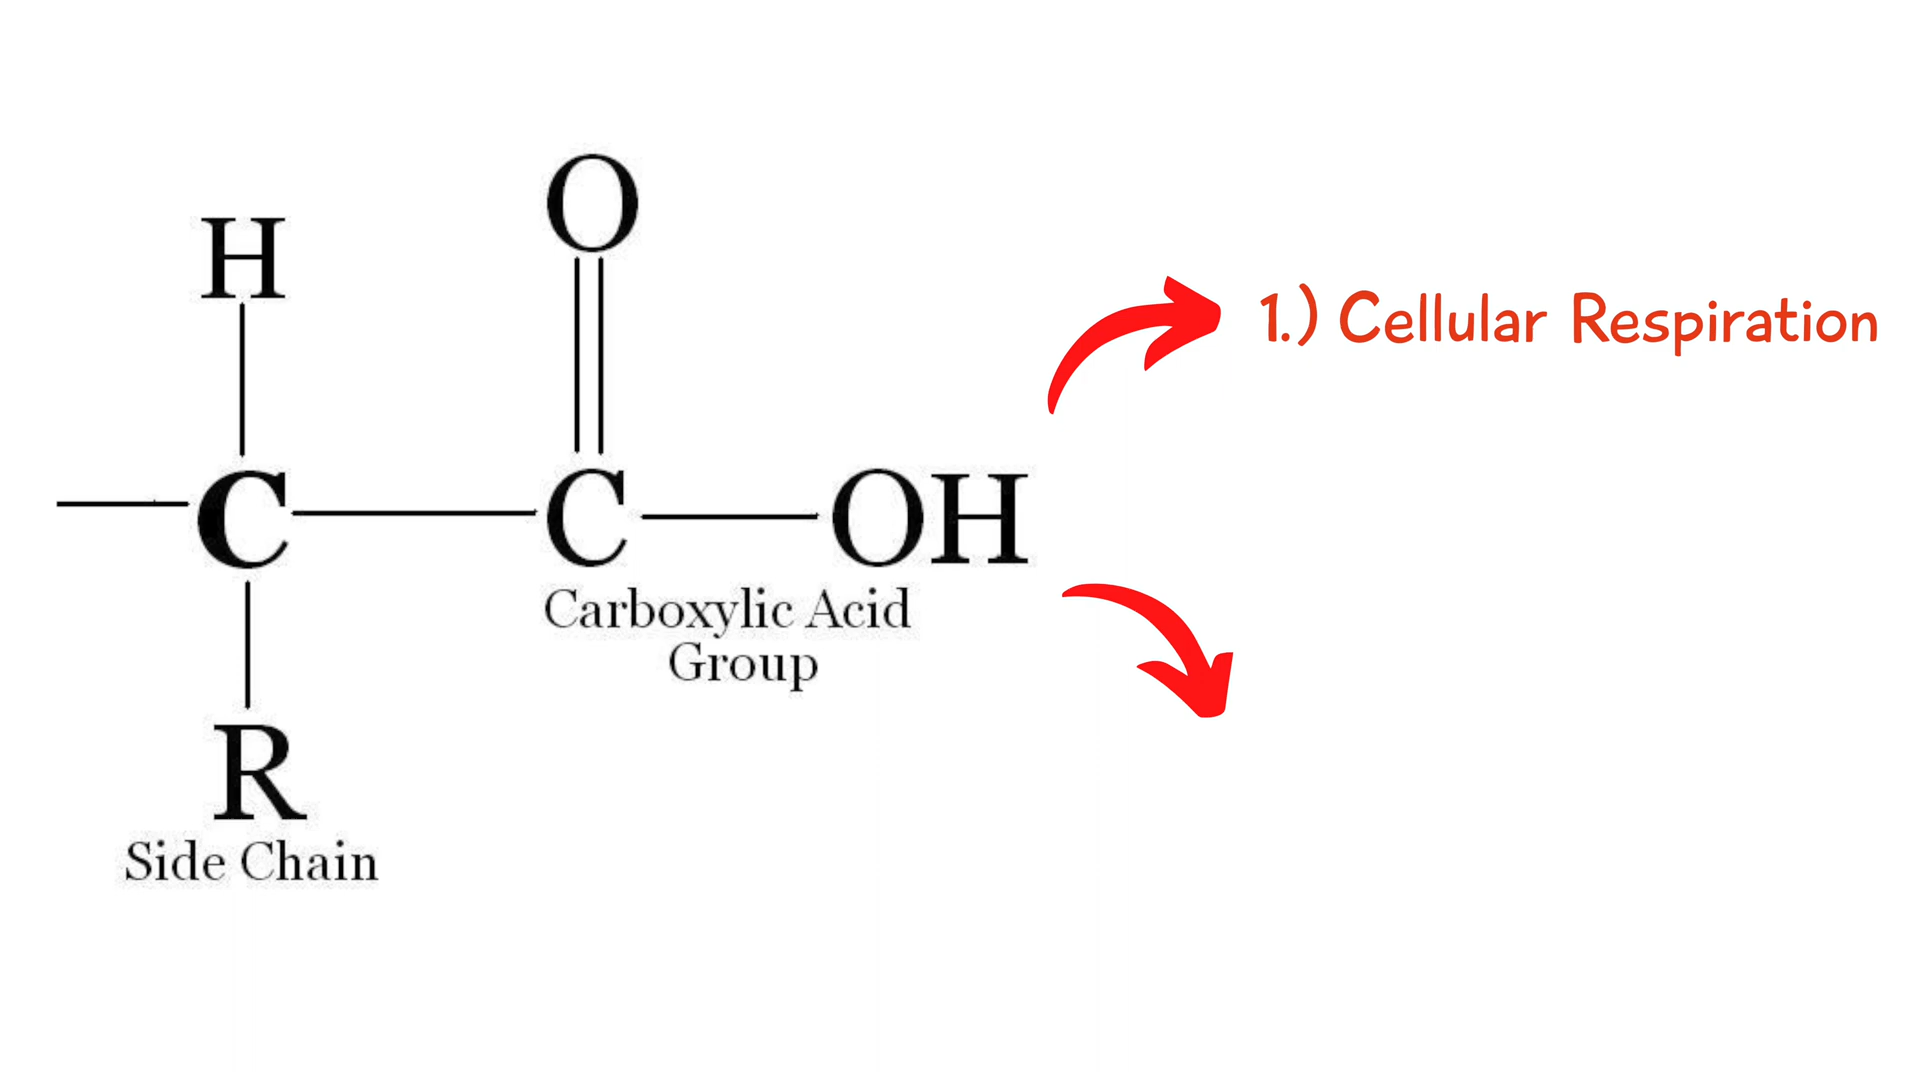 O
H
1.) Cellular Respiration
C C OH
Carboxylic Acid
Group
R
Side Chain